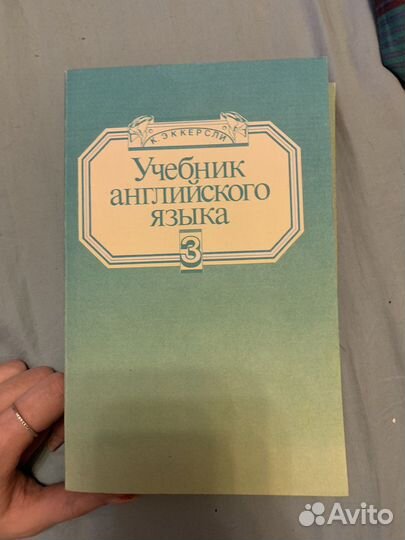 К. ЭККЕРСЛИ
Учебник
английского
языка
3
Avito